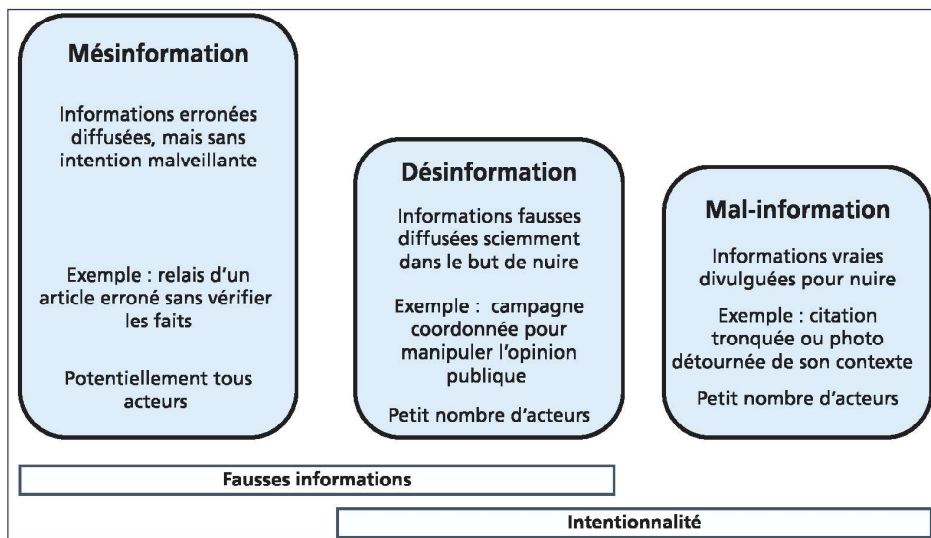 Mésinformation
Informations erronées
diffusées, mais sans
intention malveillante
Exemple : relais d'un
article erroné sans vérifier
les faits
Potentiellement tous
acteurs
Désinformation
Informations fausses
diffusées sciemment
dans le but de nuire
Exemple : campagne
coordonnée pour
manipuler l'opinion
publique
Petit nombre d'acteurs
Mal-information
Informations vraies
divulguées pour nuire
Exemple : citation
tronquée ou photo
détournée de son contexte
Petit nombre d'acteurs
Fausses informations
Intentionnalité